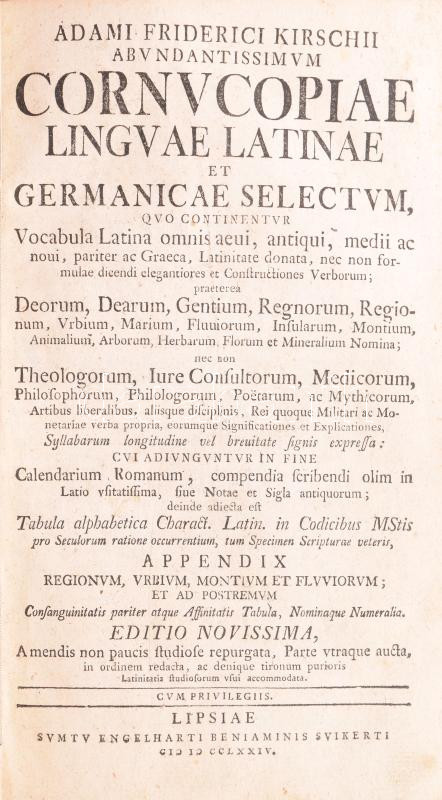 ADAMI FRIDERICI KIRSCHII
ABVNDANTISSIMVM
CORNVCOPIAE
LINGVAE LATINAE
ET
GERMANICAE SELECTVM,
QVO CONTINENTVR
Vocabula Latina omnis aeui, antiqui, medii ac
noui, pariter ac Graeca, Latinitate donata, nec non for-
mulae dicendi elegantiores et Conſtructiones Verborum;
praeterea
Deorum, Dearum, Gentium, Regnorum, Regio-
num, Vrbium, Marium, Fluuiorum, Inſularum, Montium,
Animalium, Arborum, Herbarum, Florum et Mineralium Nomina;
nec non
Theologorum, Iure Conſultorum, Medicorum,
Philoſophorum, Philologorum, Poëtarum, ac Mythicorum,
Artibus liberalibus, aliisque diſciplinis, Rei quoque Militari ac Mo-
netariae verba propria, eorumque Significationes et Explicationes,
Syllabarum longitudine vel breuitate ſignis expreſſa:
CVI ADIVNGVNTVR IN FINE
Calendarium Romanum, compendia ſcribendi olim in
Latio vſitatiſſima, ſiue Notae et Sigla antiquorum;
deinde adiecta eſt
Tabula alphabetica Charact. Latin. in Codicibus MStis
pro Seculorum ratione occurrentium, tum Specimen Scripturae veteris,
APPENDIX
REGIONVM, VRBIVM, MONTIVM ET FLVVIORVM;
ET AD POSTREMVM
Conſanguinitatis pariter atque Affinitatis Tabula, Nominaque Numeralia.
EDITIO NOVISSIMA,
A mendis non paucis ſtudioſe repurgata, Parte vtraque aucta,
in ordinem redacta, ac denique tironum purioris
Latinitatis ſtudioſorum vſui accommodata.
CVM PRIVILEGIIS.
LIPSIAE
SVMTV ENGELHARTI BENIAMINIS SVIKERTI
CIƆ IƆ CCLXXIV.